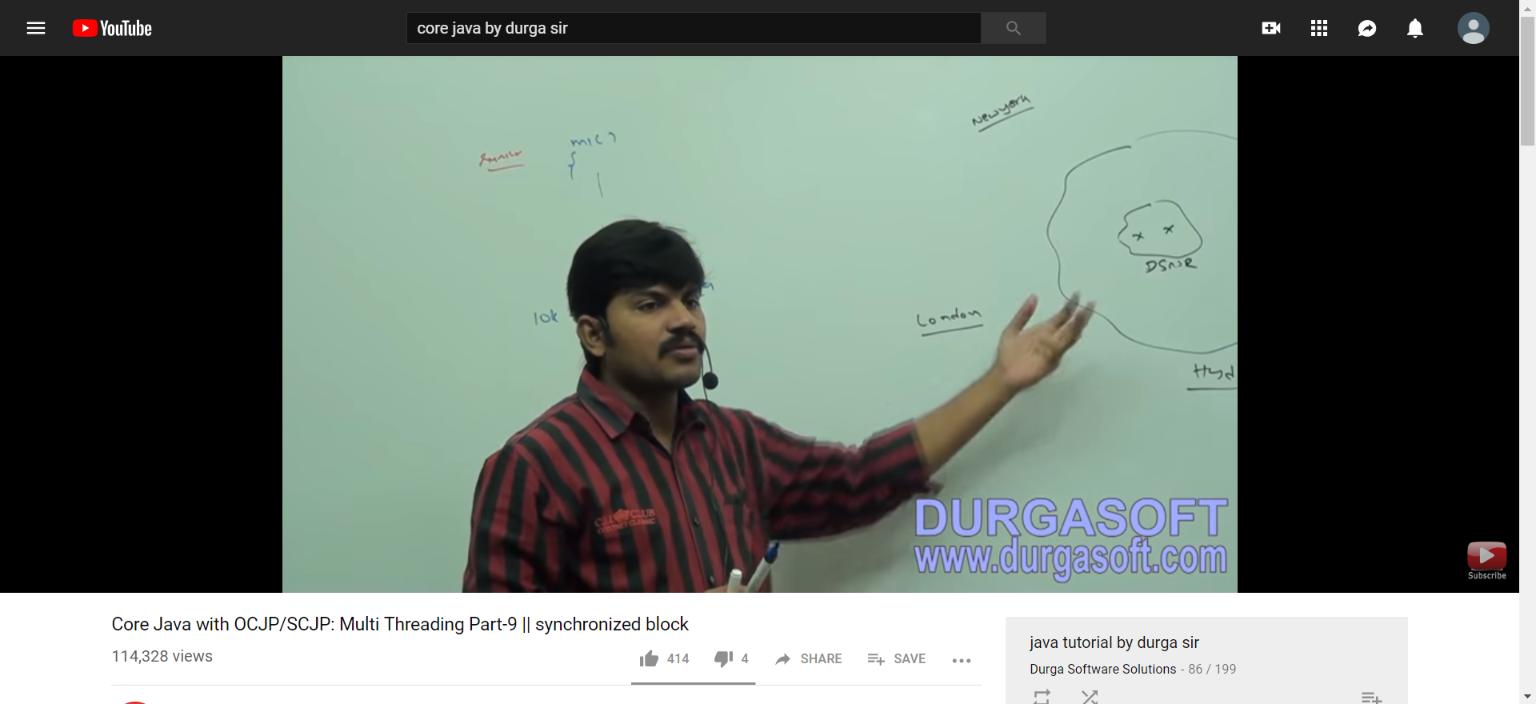 YouTube
core java by durga sir
Newyork
m1()
{
DSNR
10k
London
Hyd
DURGASOFT
www.durgasoft.com
Subscribe
Core Java with OCJP/SCJP: Multi Threading Part-9 || synchronized block
114,328 views
414
4
SHARE
SAVE
java tutorial by durga sir
Durga Software Solutions - 86 / 199